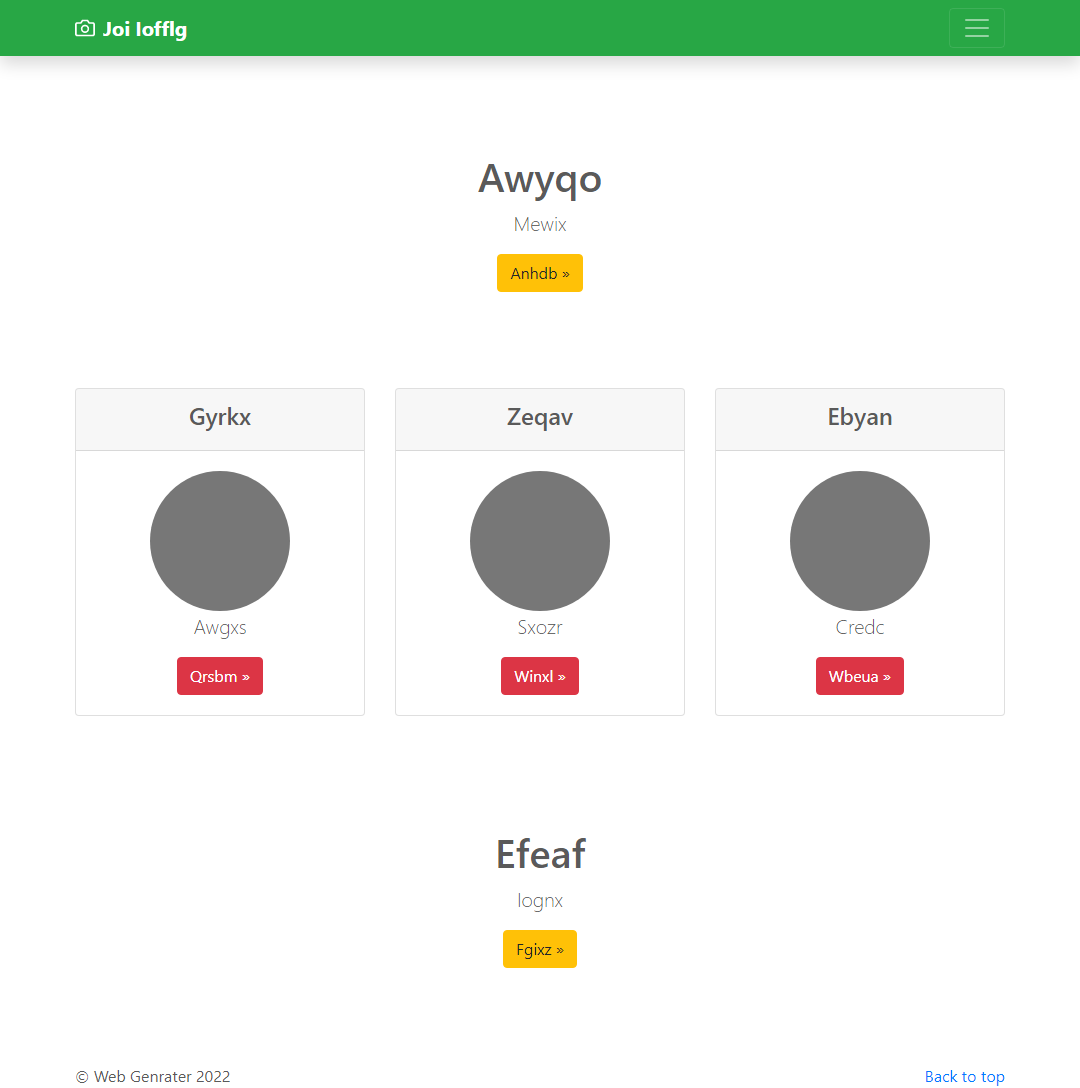 Joi Iofflg
Awyqo
Mewix
Anhdb »
Gyrkx
Zeqav
Ebyan
Awgxs
Sxozr
Credc
Qrsbm »
Winxl »
Wbeua »
Efeaf
Iognx
Fgixz »
© Web Genrater 2022
Back to top